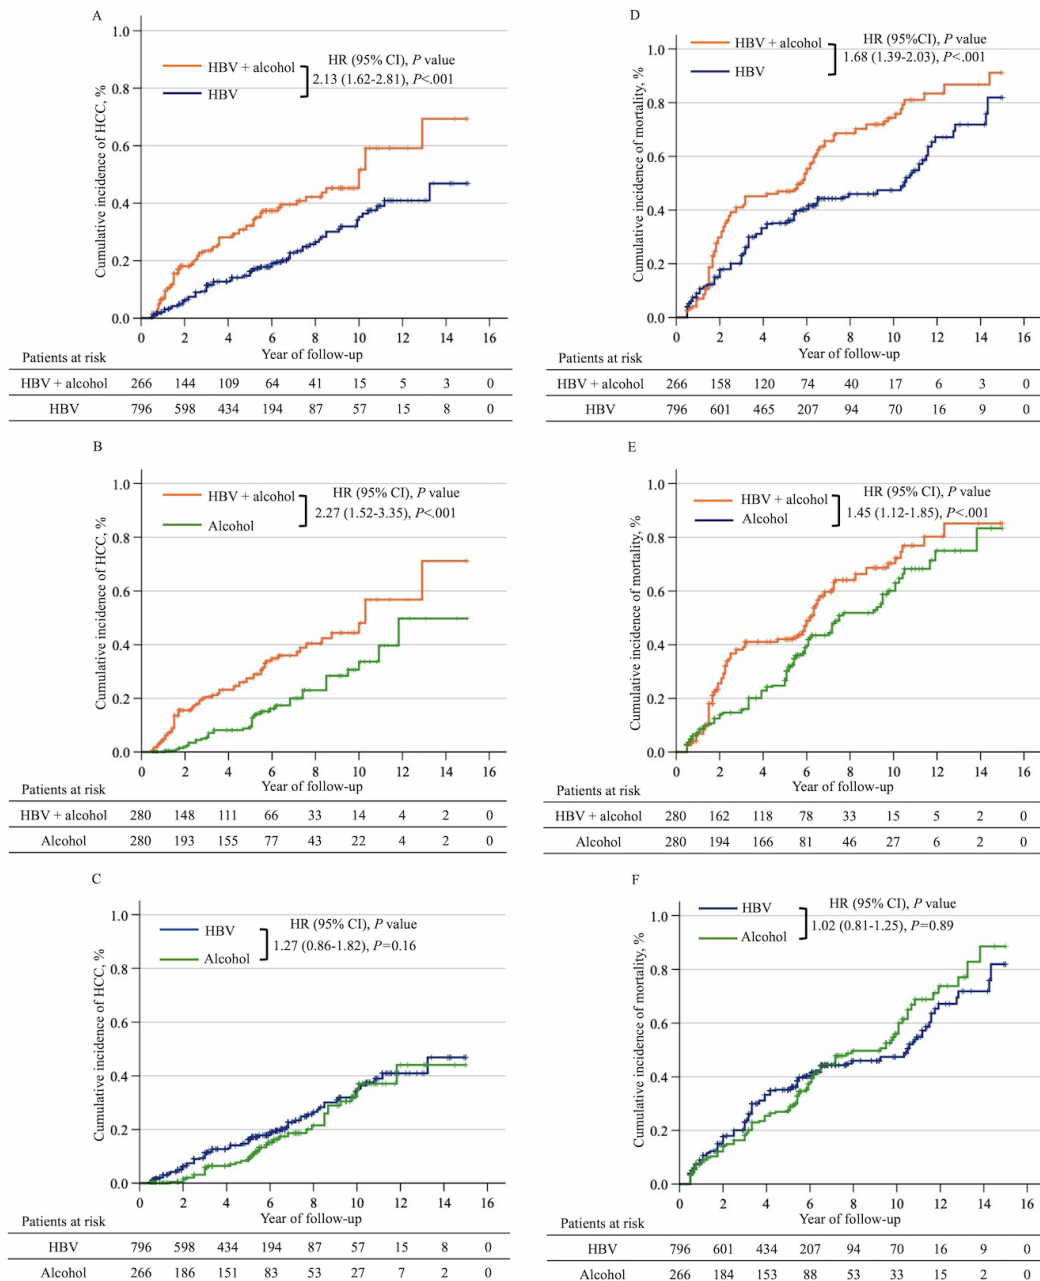 A
HR (95% CI), P value
HBV + alcohol
2.13 (1.62-2.81), P<.001
HBV
Cumulative incidence of HCC, %
1.0
0.8
0.6
0.4
0.2
0.0
0 2 4 6 8 10 12 14 16
Year of follow-up
Patients at risk
HBV + alcohol 266 144 109 64 41 15 5 3 0
HBV 796 598 434 194 87 57 15 8 0
D
HR (95%CI), P value
HBV + alcohol
1.68 (1.39-2.03), P<.001
HBV
Cumulative incidence of mortality, %
1.0
0.8
0.6
0.4
0.2
0.0
0 2 4 6 8 10 12 14 16
Year of follow-up
Patients at risk
HBV + alcohol 266 158 120 74 40 17 6 3 0
HBV 796 601 465 207 94 70 16 9 0
B
HR (95% CI), P value
HBV + alcohol
2.27 (1.52-3.35), P<.001
Alcohol
Cumulative incidence of HCC, %
1.0
0.8
0.6
0.4
0.2
0.0
0 2 4 6 8 10 12 14 16
Year of follow-up
Patients at risk
HBV + alcohol 280 148 111 66 33 14 4 2 0
Alcohol 280 193 155 77 43 22 4 2 0
E
HR (95% CI), P value
HBV + alcohol
1.45 (1.12-1.85), P<.001
Alcohol
Cumulative incidence of mortality, %
1.0
0.8
0.6
0.4
0.2
0.0
0 2 4 6 8 10 12 14 16
Year of follow-up
Patients at risk
HBV + alcohol 280 162 118 78 33 15 5 2 0
Alcohol 280 194 166 81 46 27 6 2 0
C
HR (95% CI), P value
HBV
1.27 (0.86-1.82), P=0.16
Alcohol
Cumulative incidence of HCC, %
1.0
0.8
0.6
0.4
0.2
0.0
0 2 4 6 8 10 12 14 16
Year of follow-up
Patients at risk
HBV 796 598 434 194 87 57 15 8 0
Alcohol 266 186 151 83 53 27 7 2 0
F
HR (95% CI), P value
HBV
1.02 (0.81-1.25), P=0.89
Alcohol
Cumulative incidence of mortality, %
1.0
0.8
0.6
0.4
0.2
0.0
0 2 4 6 8 10 12 14 16
Year of follow-up
Patients at risk
HBV 796 601 434 207 94 70 16 9 0
Alcohol 266 184 153 88 53 33 15 2 0